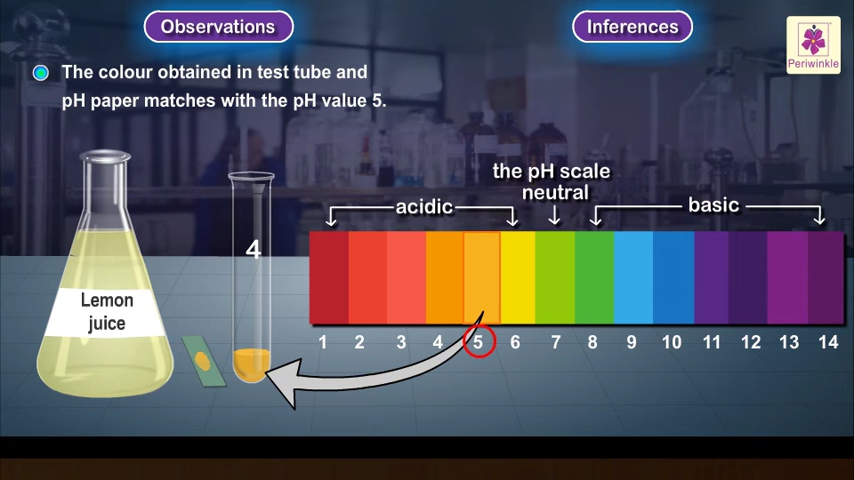 Observations
Inferences
Periwinkle
The colour obtained in test tube and
pH paper matches with the pH value 5.
the pH scale
neutral
acidic
basic
4
Lemon
juice
1 2 3 4 5 6 7 8 9 10 11 12 13 14